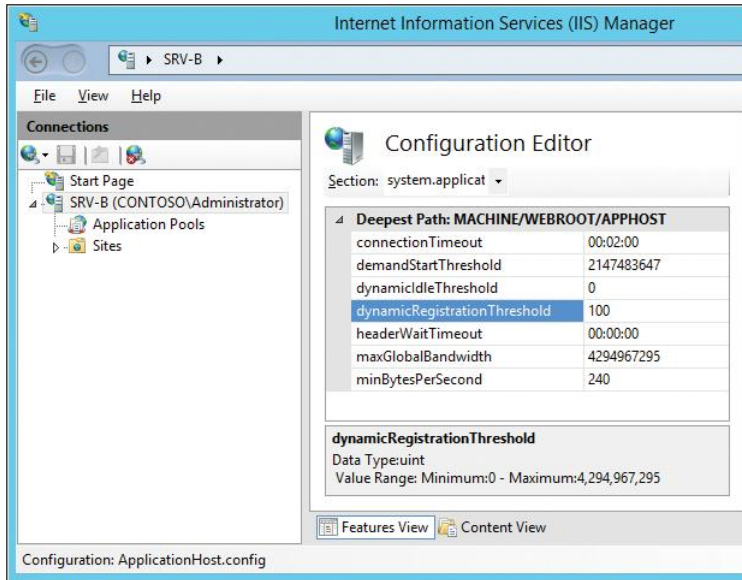 Internet Information Services (IIS) Manager
SRV-B
File View Help
Connections
Start Page
SRV-B (CONTOSO\Administrator)
Application Pools
Sites
Configuration Editor
Section: system.applicat
Deepest Path: MACHINE/WEBROOT/APPHOST
connectionTimeout 00:02:00
demandStartThreshold 2147483647
dynamicIdleThreshold 0
dynamicRegistrationThreshold 100
headerWaitTimeout 00:00:00
maxGlobalBandwidth 4294967295
minBytesPerSecond 240
dynamicRegistrationThreshold
Data Type:uint
Value Range: Minimum:0 - Maximum:4,294,967,295
Features View Content View
Configuration: ApplicationHost.config